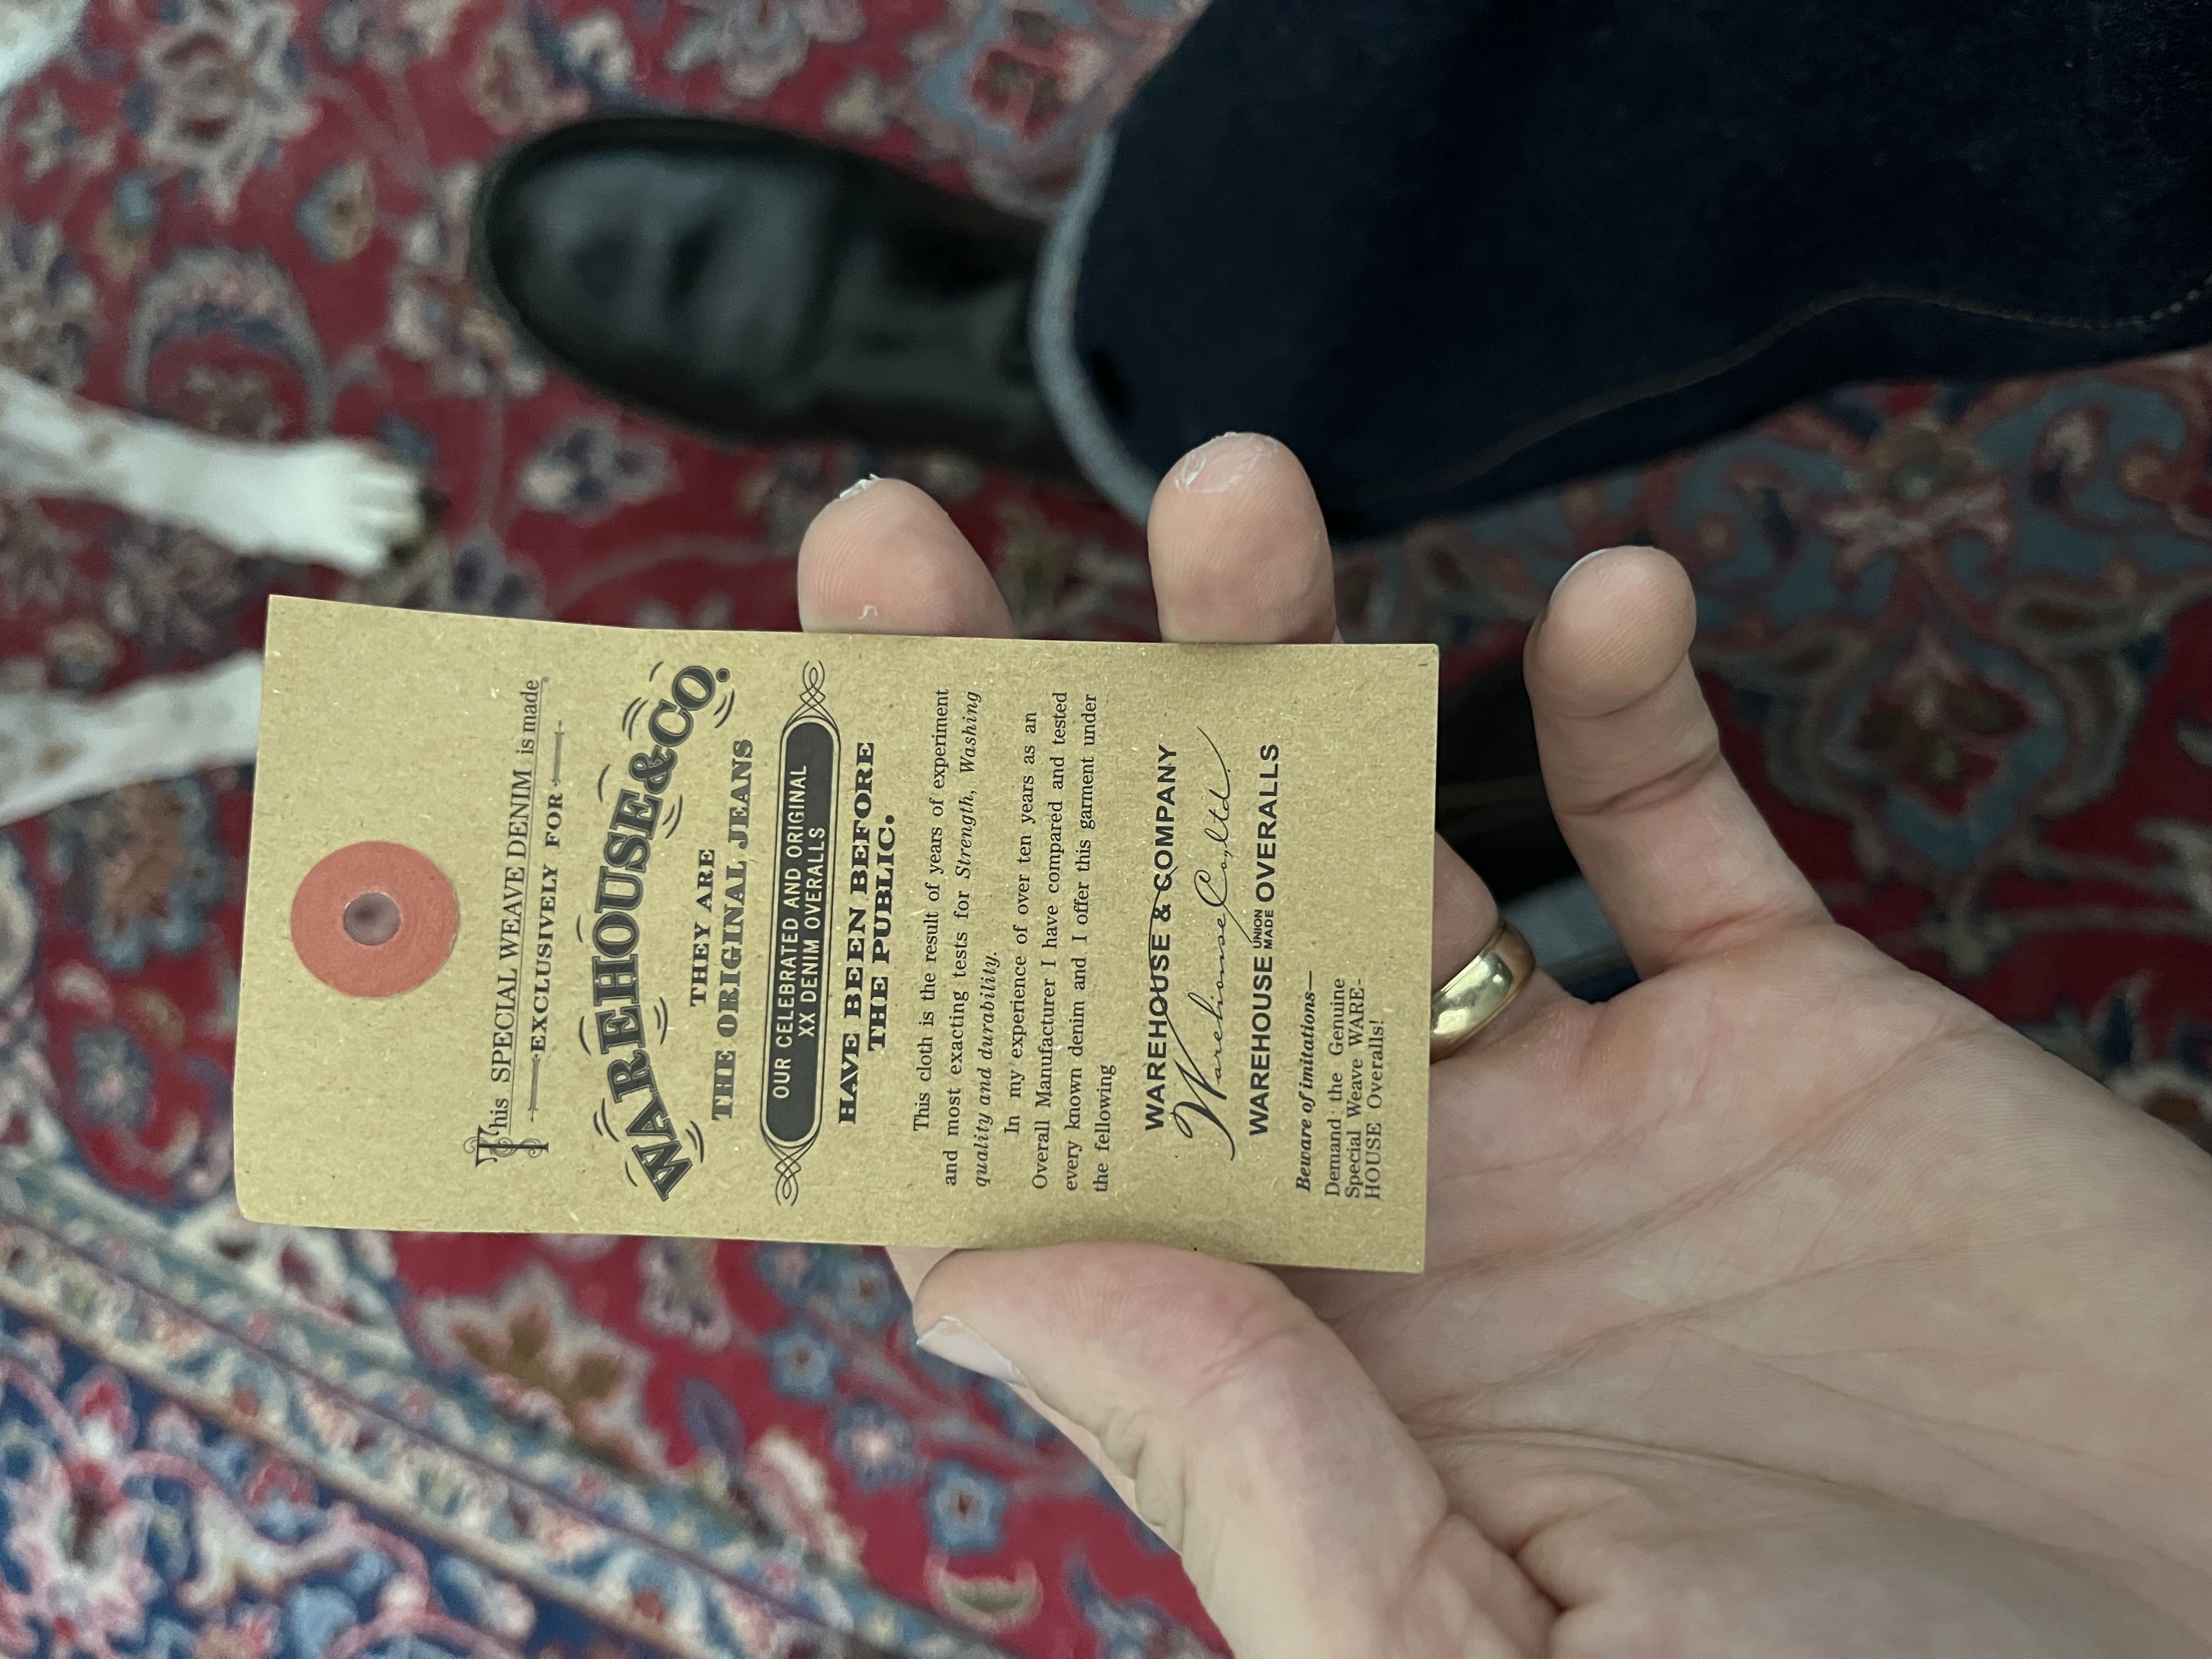 This SPECIAL WEAVE DENIM is made
EXCLUSIVELY FOR
WAREHOUSE & CO.
THEY ARE
THE ORIGINAL JEANS
OUR CELEBRATED AND ORIGINAL
XX DENIM OVERALLS
HAVE BEEN BEFORE
THE PUBLIC.
This cloth is the result of years of experiment
and most exacting tests for Strength, Washing
quality and durability.
In my experience of over ten years as an
Overall Manufacturer I have compared and tested
every known denim and I offer this garment under
the fellowing
WAREHOUSE & COMPANY
Warehouse Co,ltd.
WAREHOUSE UNION MADE OVERALLS
Beware of imitations—
Demand the Genuine
Special Weave WARE-
HOUSE Overalls!